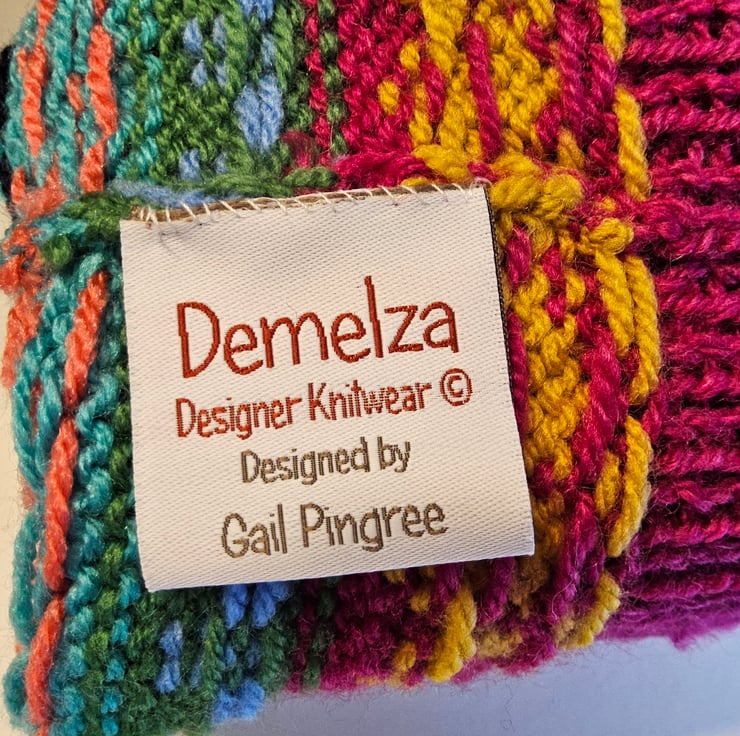 Demelza
Designer Knitwear ©
Designed by
Gail Pingree